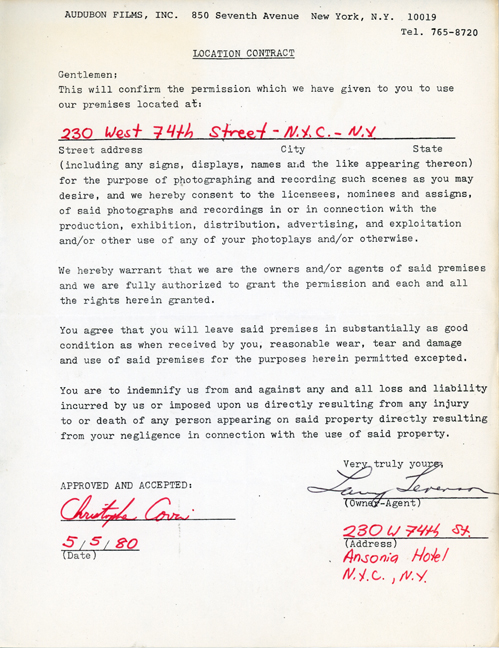 AUDUBON FILMS, INC. 850 Seventh Avenue New York, N.Y. 10019
Tel. 765-8720
LOCATION CONTRACT
Gentlemen:
This will confirm the permission which we have given to you to use
our premises located at:
230 West 74th Street - N.Y.C. - N.Y
Street address City State
(including any signs, displays, names and the like appearing thereon)
for the purpose of photographing and recording such scenes as you may
desire, and we hereby consent to the licensees, nominees and assigns,
of said photographs and recordings in or in connection with the
production, exhibition, distribution, advertising, and exploitation
and/or other use of any of your photoplays and/or otherwise.
We hereby warrant that we are the owners and/or agents of said premises
and we are fully authorized to grant the permission and each and all
the rights herein granted.
You agree that you will leave said premises in substantially as good
condition as when received by you, reasonable wear, tear and damage
and use of said premises for the purposes herein permitted excepted.
You are to indemnify us from and against any and all loss and liability
incurred by us or imposed upon us directly resulting from any injury
to or death of any person appearing on said property directly resulting
from your negligence in connection with the use of said property.
Very truly yours,
APPROVED AND ACCEPTED:
Larry Levenson
(Owner-Agent)
230 W 74th St.
5/5/80
(Address)
(Date)
Ansonia Hotel
N.Y.C., N.Y.